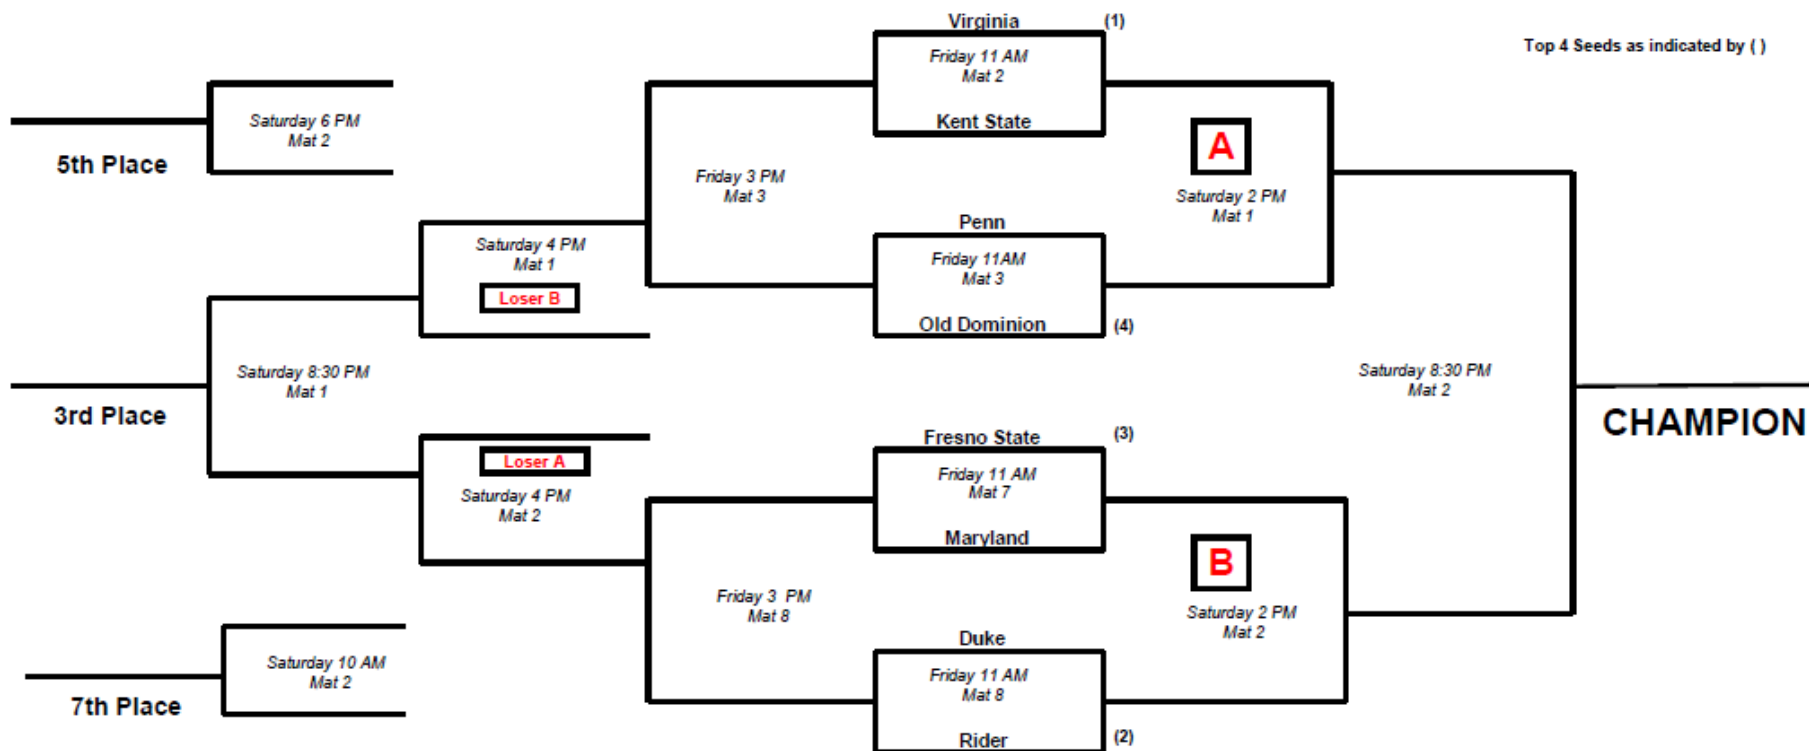 Virginia (1)
Friday 11 AM
Mat 2
Kent State
Top 4 Seeds as indicated by ( )
Saturday 6 PM
Mat 2
5th Place
Friday 3 PM
Mat 3
A
Saturday 2 PM
Mat 1
Penn
Friday 11AM
Mat 3
Old Dominion (4)
Saturday 4 PM
Mat 1
Loser B
Saturday 8:30 PM
Mat 1
3rd Place
Saturday 8:30 PM
Mat 2
CHAMPION
Fresno State (3)
Friday 11 AM
Mat 7
Maryland
Loser A
Saturday 4 PM
Mat 2
B
Saturday 2 PM
Mat 2
Friday 3 PM
Mat 8
Duke
Friday 11 AM
Mat 8
Rider (2)
Saturday 10 AM
Mat 2
7th Place